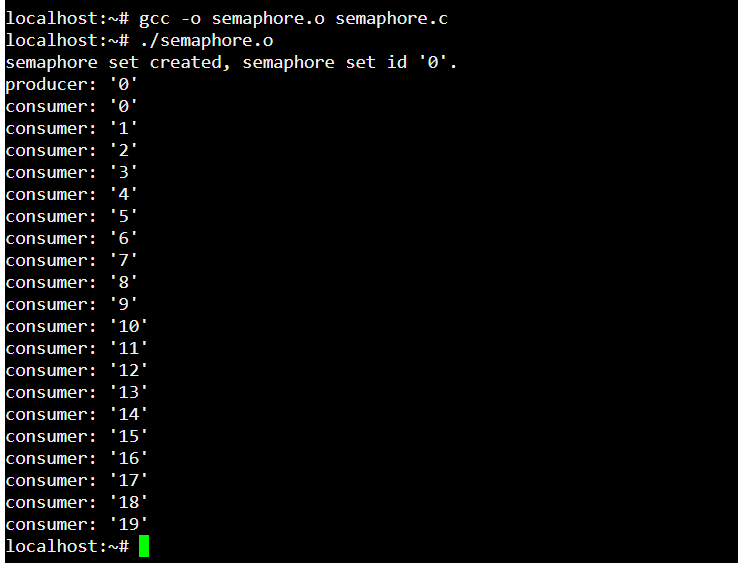 localhost:~# gcc -o semaphore.o semaphore.c
localhost:~# ./semaphore.o
semaphore set created, semaphore set id '0'.
producer: '0'
consumer: '0'
consumer: '1'
consumer: '2'
consumer: '3'
consumer: '4'
consumer: '5'
consumer: '6'
consumer: '7'
consumer: '8'
consumer: '9'
consumer: '10'
consumer: '11'
consumer: '12'
consumer: '13'
consumer: '14'
consumer: '15'
consumer: '16'
consumer: '17'
consumer: '18'
consumer: '19'
localhost:~#